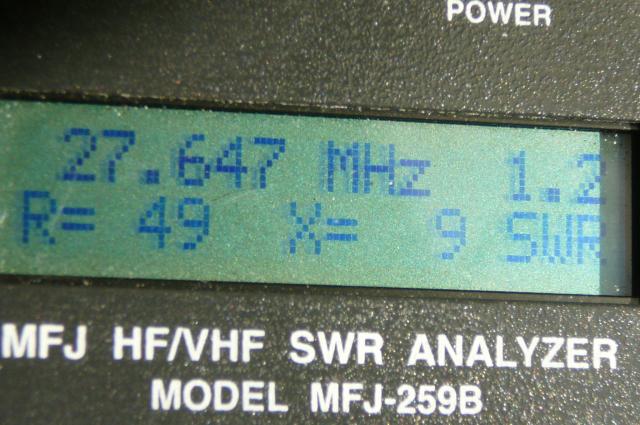 POWER
27.647 MHz 1.2
R= 49 X= 9 SWR
MFJ HF/VHF SWR ANALYZER
MODEL MFJ-259B